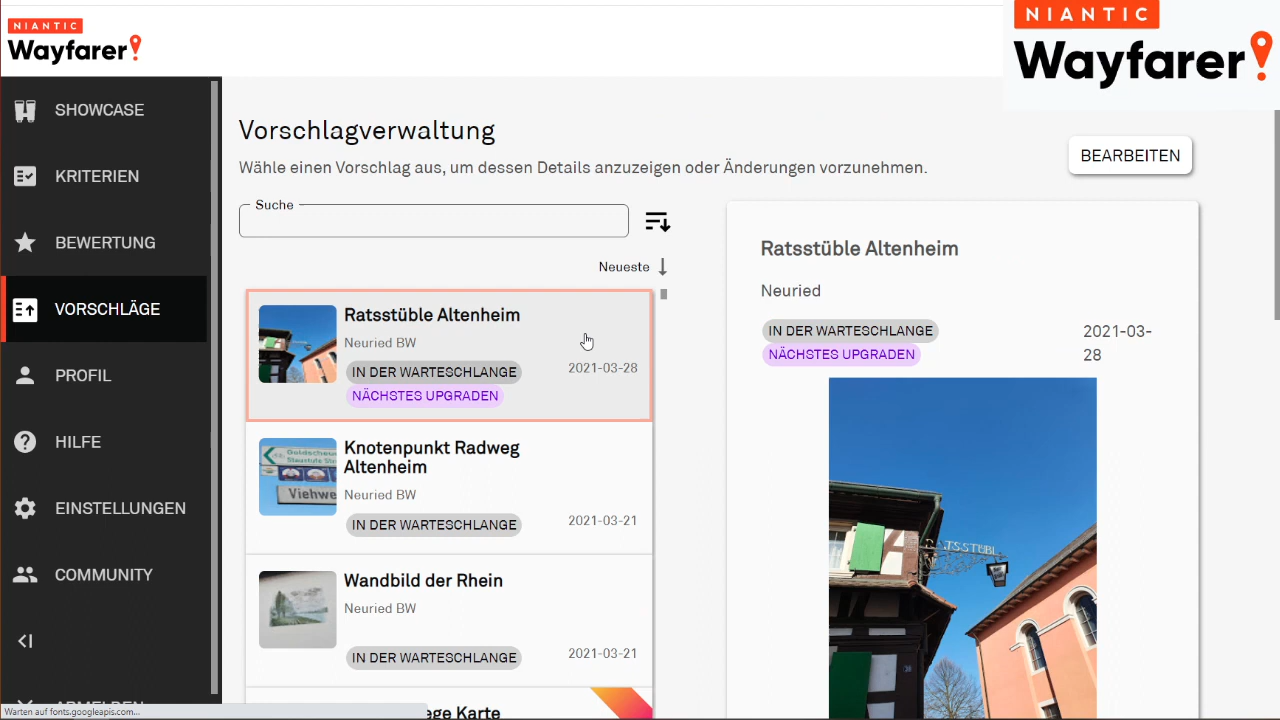 NIANTIC
Wayfarer
NIANTIC
Wayfarer
SHOWCASE
KRITERIEN
BEWERTUNG
VORSCHLÄGE
PROFIL
HILFE
EINSTELLUNGEN
COMMUNITY
Warten auf fonts.googleapis.com...
Vorschlagverwaltung
Wähle einen Vorschlag aus, um dessen Details anzuzeigen oder Änderungen vorzunehmen.
BEARBEITEN
Suche
Neueste
Ratsstüble Altenheim
Neuried BW
IN DER WARTESCHLANGE
2021-03-28
NÄCHSTES UPGRADEN
Knotenpunkt Radweg
Altenheim
Neuried BW
IN DER WARTESCHLANGE
2021-03-21
Viehwe
Wandbild der Rhein
Neuried BW
IN DER WARTESCHLANGE
2021-03-21
ege Karte
Ratsstüble Altenheim
Neuried
IN DER WARTESCHLANGE
2021-03-
28
NÄCHSTES UPGRADEN